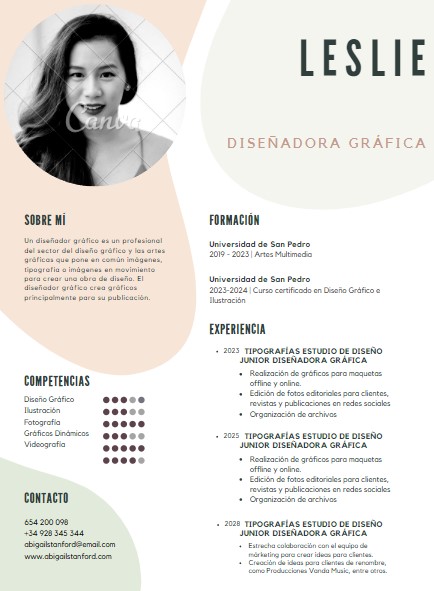 Canva
LESLIE
DISEÑADORA GRÁFICA
SOBRE MÍ
Un diseñador gráfico es un profesional
del sector del diseño gráfico y las artes
gráficas que pone en común imágenes,
tipografía o imágenes en movimiento
para crear una obra de diseño. El
diseñador gráfico crea gráficos
principalmente para su publicación.
COMPETENCIAS
Diseño Gráfico
Ilustración
Fotografía
Gráficos Dinámicos
Videografía
CONTACTO
654 200 098
+34 928 345 344
abigailstanford@email.com
www.abigailstanford.com
FORMACIÓN
Universidad de San Pedro
2019 - 2023 | Artes Multimedia
Universidad de San Pedro
2023-2024 | Curso certificado en Diseño Gráfico e
Ilustración
EXPERIENCIA
• 2023 TIPOGRAFÍAS ESTUDIO DE DISEÑO
JUNIOR DISEÑADORA GRÁFICA
• Realización de gráficos para maquetas
offline y online.
• Edición de fotos editoriales para clientes,
revistas y publicaciones en redes sociales
• Organización de archivos
• 2025 TIPOGRAFÍAS ESTUDIO DE DISEÑO
JUNIOR DISEÑADORA GRÁFICA
• Realización de gráficos para maquetas
offline y online.
• Edición de fotos editoriales para clientes,
revistas y publicaciones en redes sociales
• Organización de archivos
• 2028 TIPOGRAFÍAS ESTUDIO DE DISEÑO
JUNIOR DISEÑADORA GRÁFICA
• Estrecha colaboración con el equipo de
márketing para crear ideas para clientes.
• Creación de ideas para clientes de renombre,
como Producciones Vanda Music, entre otros.